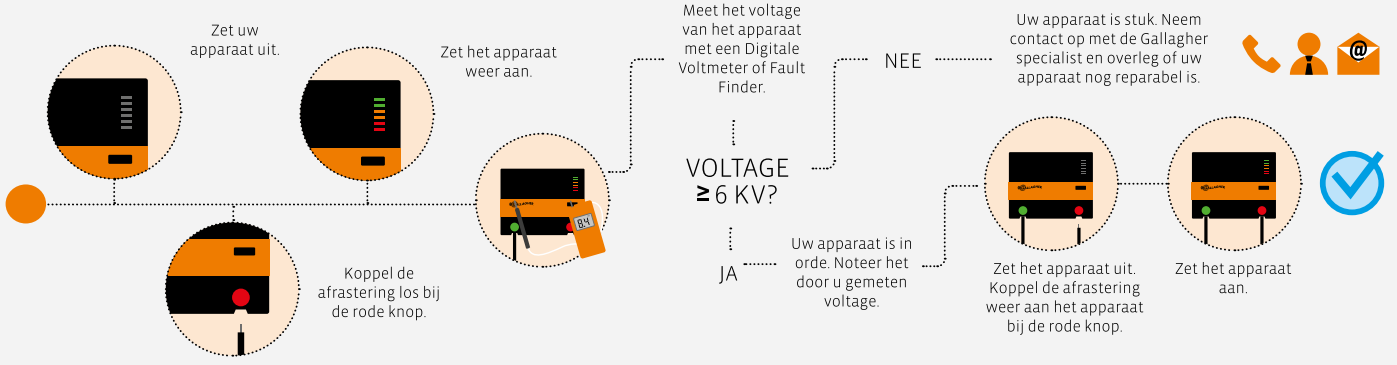 Zet uw
apparaat uit.
Koppel de
afrastering los bij
de rode knop.
Zet het apparaat
weer aan.
8.4
Meet het voltage
van het apparaat
met een Digitale
Voltmeter of Fault
Finder.
VOLTAGE
≥ 6 KV?
NEE
Uw apparaat is stuk. Neem
contact op met de Gallagher
specialist en overleg of uw
apparaat nog reparabel is.
@
JA
Uw apparaat is in
orde. Noteer het
door u gemeten
voltage.
GALLAGHER
Zet het apparaat uit.
Koppel de afrastering
weer aan het apparaat
bij de rode knop.
GALLAGHER
Zet het apparaat
aan.